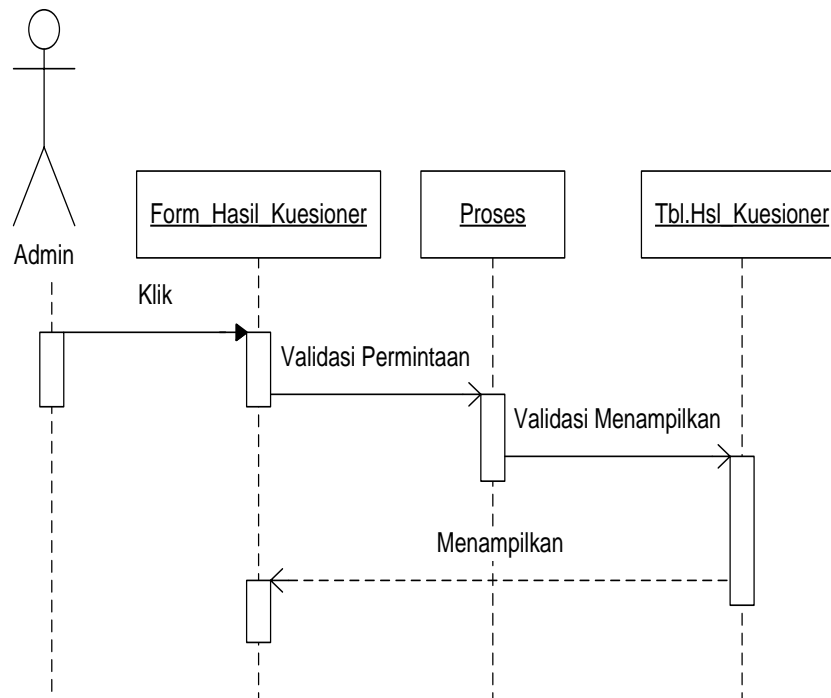 Form_Hasil_Kuesioner
Proses
Tbl.Hsl_Kuesioner
Admin
Klik
Validasi Permintaan
Validasi Menampilkan
Menampilkan